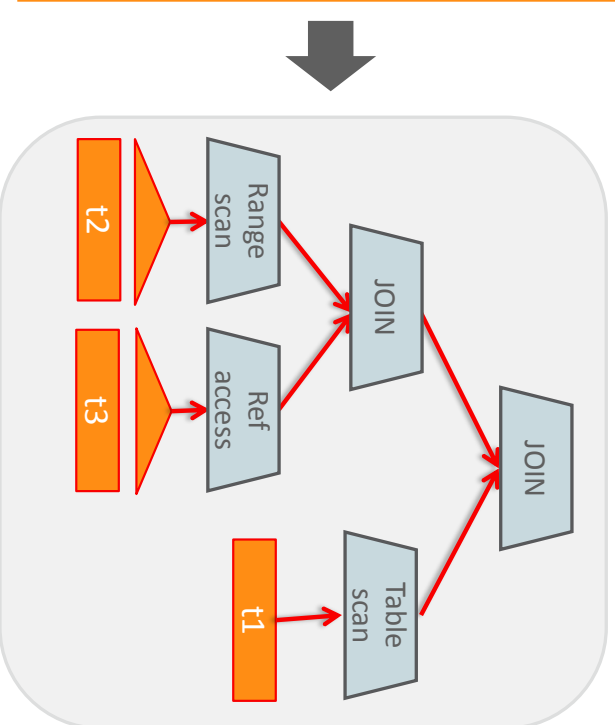 JOIN
JOIN
Table
scan
Range
scan
Ref
access
t1
t2
t3